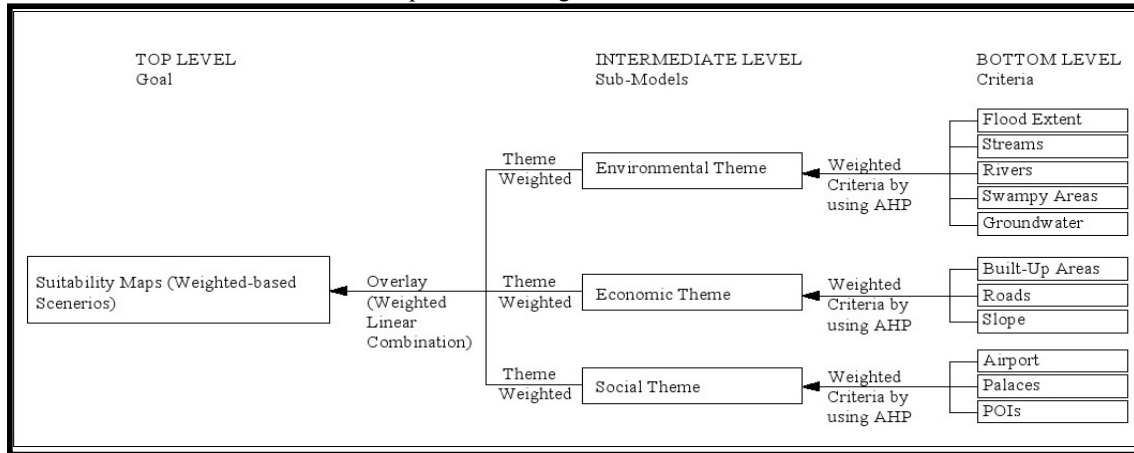 TOP LEVEL
Goal
INTERMEDIATE LEVEL
Sub-Models
BOTTOM LEVEL
Criteria
Flood Extent
Streams
Rivers
Swampy Areas
Groundwater
Theme
Weighted
Environmental Theme
Weighted
Criteria by
using AHP
Suitability Maps (Weighted-based
Scenerios)
Overlay
(Weighted
Linear
Combination)
Theme
Weighted
Economic Theme
Weighted
Criteria by
using AHP
Built-Up Areas
Roads
Slope
Theme
Weighted
Social Theme
Weighted
Criteria by
using AHP
Airport
Palaces
POIs